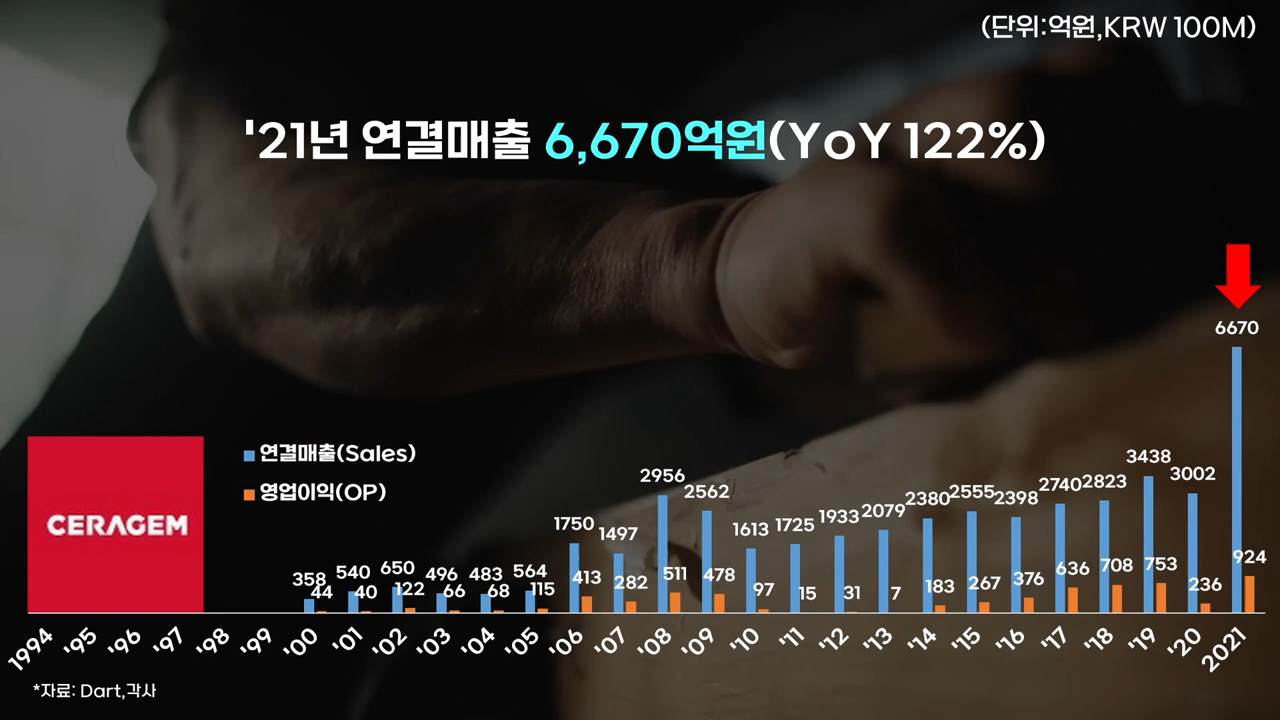 (단위:억원,KRW 100M)
'21년 연결매출 6,670억원(YoY 122%)
6670
CERAGEM
연결매출(Sales)
영업이익(OP)
358 540 650 496 483 564 1750 1497 2956 2562 1613 1725 1933 2079 2380 2555 2398 2740 2823 3438 3002
44 40 122 66 68 115 413 282 511 478 97 15 31 7 183 267 376 636 708 753 236 924
1994 '95 '96 '97 '98 '99 '00 '01 '02 '03 '04 '05 '06 '07 '08 '09 '10 '11 '12 '13 '14 '15 '16 '17 '18 '19 '20 2021
*자료: Dart,각사